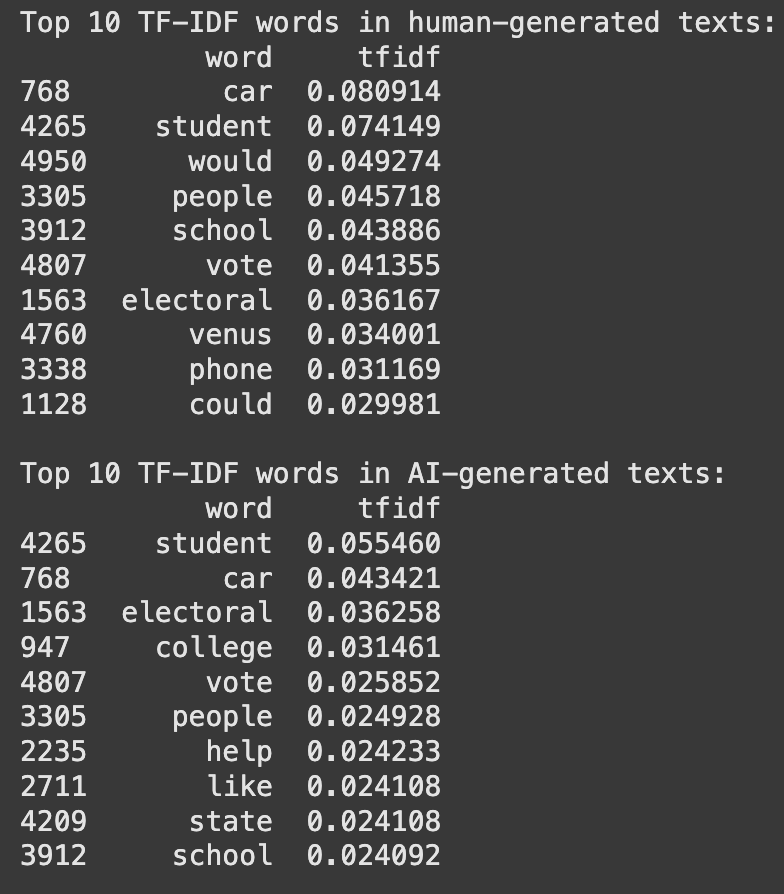 Top 10 TF-IDF words in human-generated texts:
word tfidf
768 car 0.080914
4265 student 0.074149
4950 would 0.049274
3305 people 0.045718
3912 school 0.043886
4807 vote 0.041355
1563 electoral 0.036167
4760 venus 0.034001
3338 phone 0.031169
1128 could 0.029981
Top 10 TF-IDF words in AI-generated texts:
word tfidf
4265 student 0.055460
768 car 0.043421
1563 electoral 0.036258
947 college 0.031461
4807 vote 0.025852
3305 people 0.024928
2235 help 0.024233
2711 like 0.024108
4209 state 0.024108
3912 school 0.024092